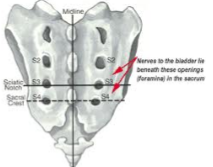 Midline
S2 S2
Nerves to the bladder lie
beneath these openings
(foramina) in the sacrum
Sciatic
Notch
S3 S3
Sacral
Crest
S4 S4